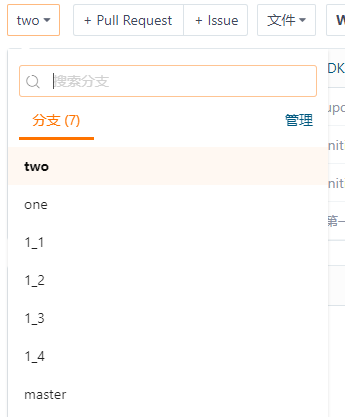 two
+ Pull Request
+ Issue
文件
W
搜索分支
DK
分支 (7)
管理
upd
nit
nit
第一
two
one
1_1
1_2
1_3
1_4
master